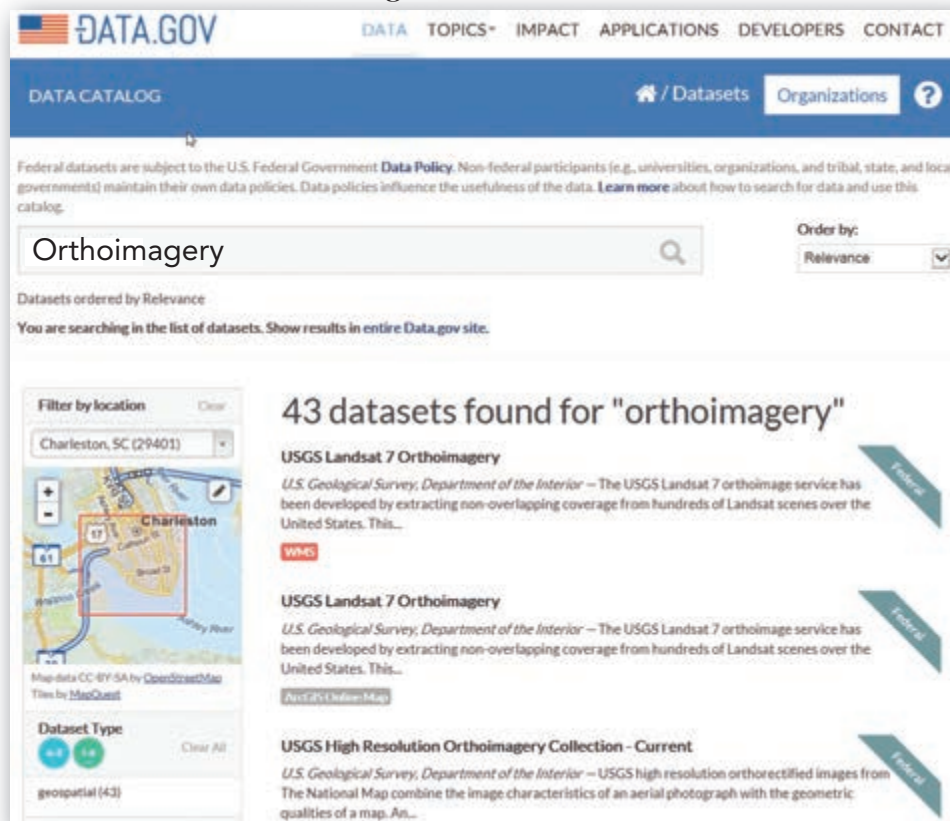 DATA.GOV
DATA TOPICS IMPACT APPLICATIONS DEVELOPERS CONTACT
DATA CATALOG
/ Datasets Organizations ?
Federal datasets are subject to the U.S. Federal Government Data Policy. Non-federal participants (e.g., universities, organizations, and tribal, state, and loca
governments) maintain their own data policies. Data policies influence the usefulness of the data. Learn more about how to search for data and use this
catalog.
Order by:
Orthoimagery
Relevance
Datasets ordered by Relevance
You are searching in the list of datasets. Show results in entire Data.gov site.
Filter by location Clear
Charleston, SC (29401)
+
-
Charleston
17
61
Calhoun St
Broad St
Ashley River
Map data CC-BY-SA by OpenStreetMap
Tiles by MapQuest
Dataset Type
Clear All
geospatial (43)
43 datasets found for "orthoimagery"
USGS Landsat 7 Orthoimagery
Federal
U.S. Geological Survey, Department of the Interior — The USGS Landsat 7 orthoimage service has
been developed by extracting non-overlapping coverage from hundreds of Landsat scenes over the
United States. This...
WMS
USGS Landsat 7 Orthoimagery
Federal
U.S. Geological Survey, Department of the Interior — The USGS Landsat 7 orthoimage service has
been developed by extracting non-overlapping coverage from hundreds of Landsat scenes over the
United States. This...
ArcGIS Online Map
USGS High Resolution Orthoimagery Collection - Current
Federal
U.S. Geological Survey, Department of the Interior — USGS high resolution orthorectified images from
The National Map combine the image characteristics of an aerial photograph with the geometric
qualities of a map. An...